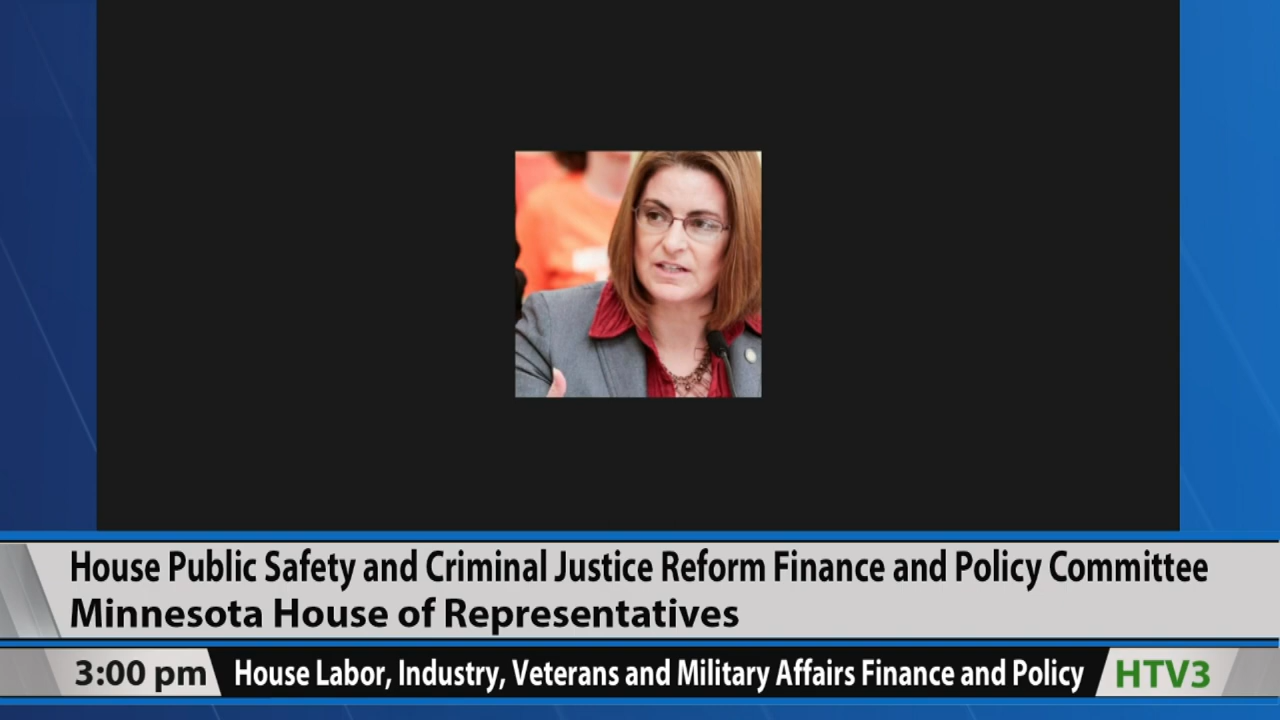 House Public Safety and Criminal Justice Reform Finance and Policy Committee
Minnesota House of Representatives
3:00 pm House Labor, Industry, Veterans and Military Affairs Finance and Policy HTV3